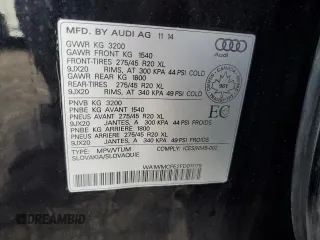 MFD. BY AUDI AG 11 14
Audi
GVWR KG 3200
GAWR FRONT KG 1540
FRONT-TIRES 275/45 R20 XL
9JX20 RIMS, AT 300 KPA 44 PSI COLD
GAWR REAR KG 1800
REAR-TIRES 275/45 R20 XL
9JX20 RIMS, AT 340 KPA 49 PSI COLD
PNVB KG 3200
PNBE KG AVANT 1540
PNEUS AVANT 275/45 R20 XL
9JX20 JANTES, A 300 KPA 44 PSI FROIDS
PNBE KG ARRIERE 1800
PNEUS ARRIERE 275/45 R20 XL
9JX20 JANTES, A 340 KPA 49 PSI FROIDS
TYPE: MPV/VTUM
SLOVAKIA/SLOVAQUIE
EC
AUTOBIDMASTER